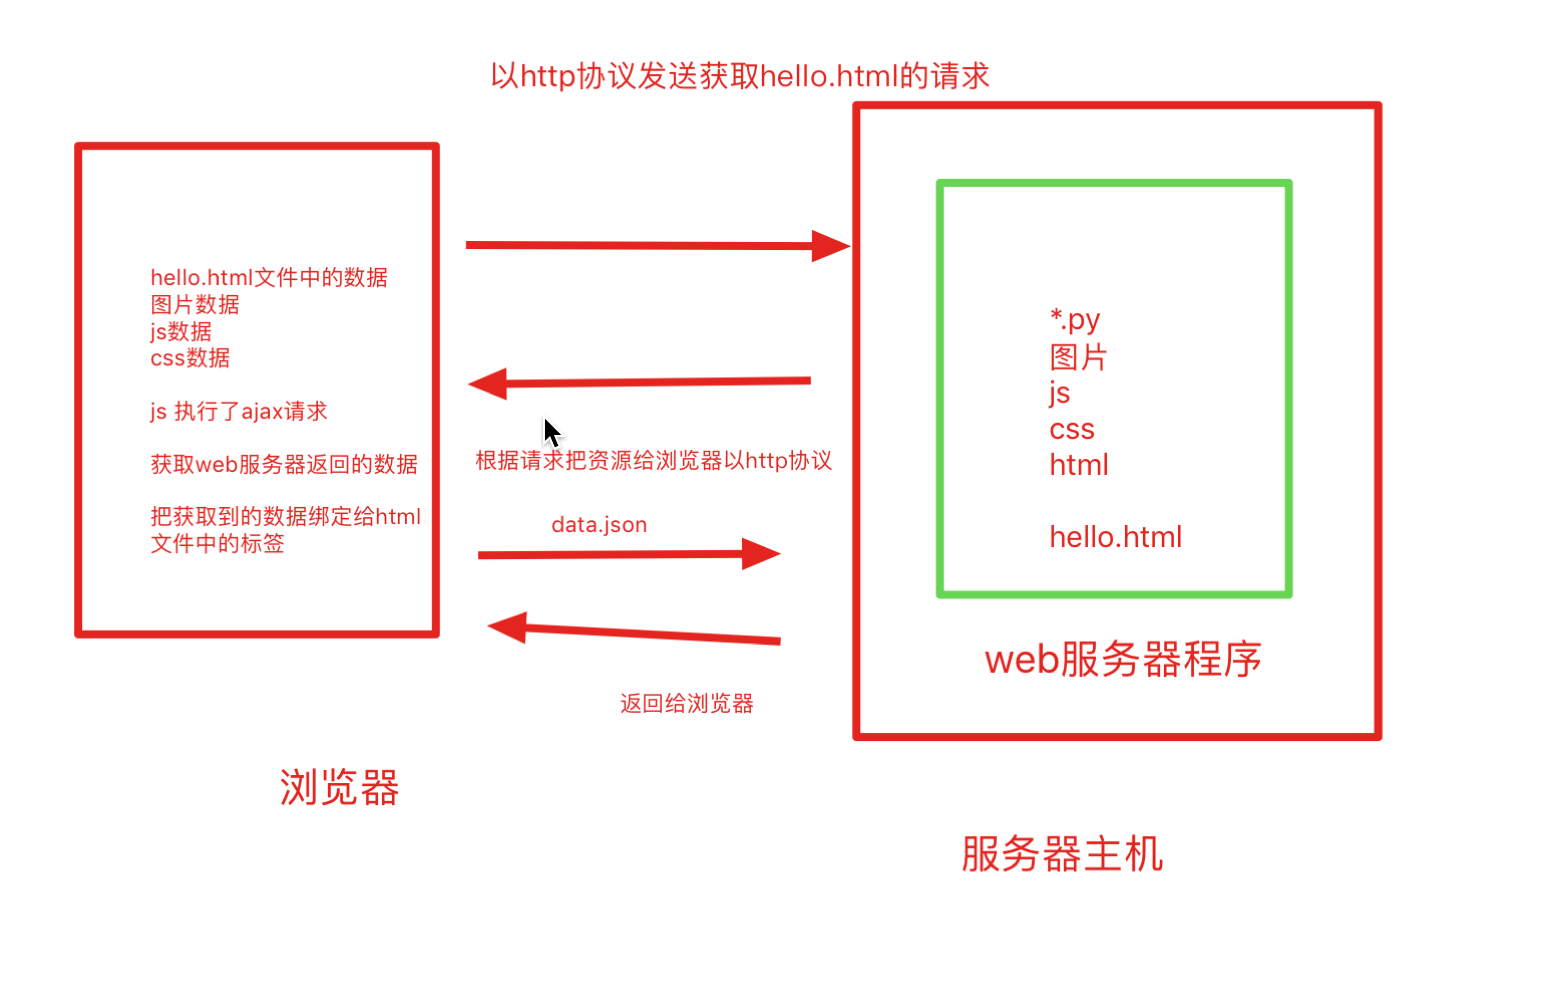 以http协议发送获取hello.html的请求
hello.html文件中的数据
图片数据
js数据
css数据
js 执行了ajax请求
获取web服务器返回的数据
把获取到的数据绑定给html
文件中的标签
根据请求把资源给浏览器以http协议
data.json
返回给浏览器
*.py
图片
js
css
html
hello.html
web服务器程序
浏览器
服务器主机